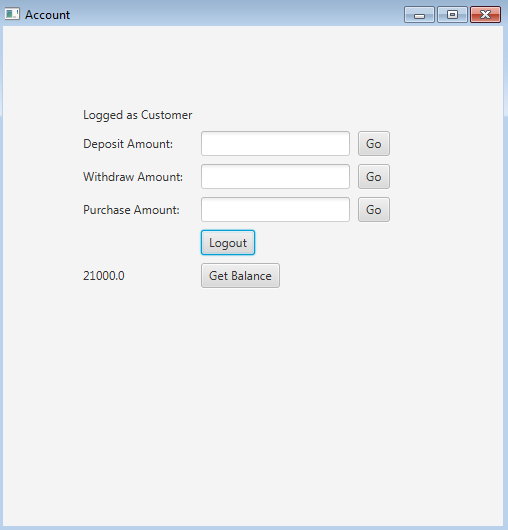 Account
Logged as Customer
Deposit Amount: Go
Withdraw Amount: Go
Purchase Amount: Go
Logout
21000.0 Get Balance